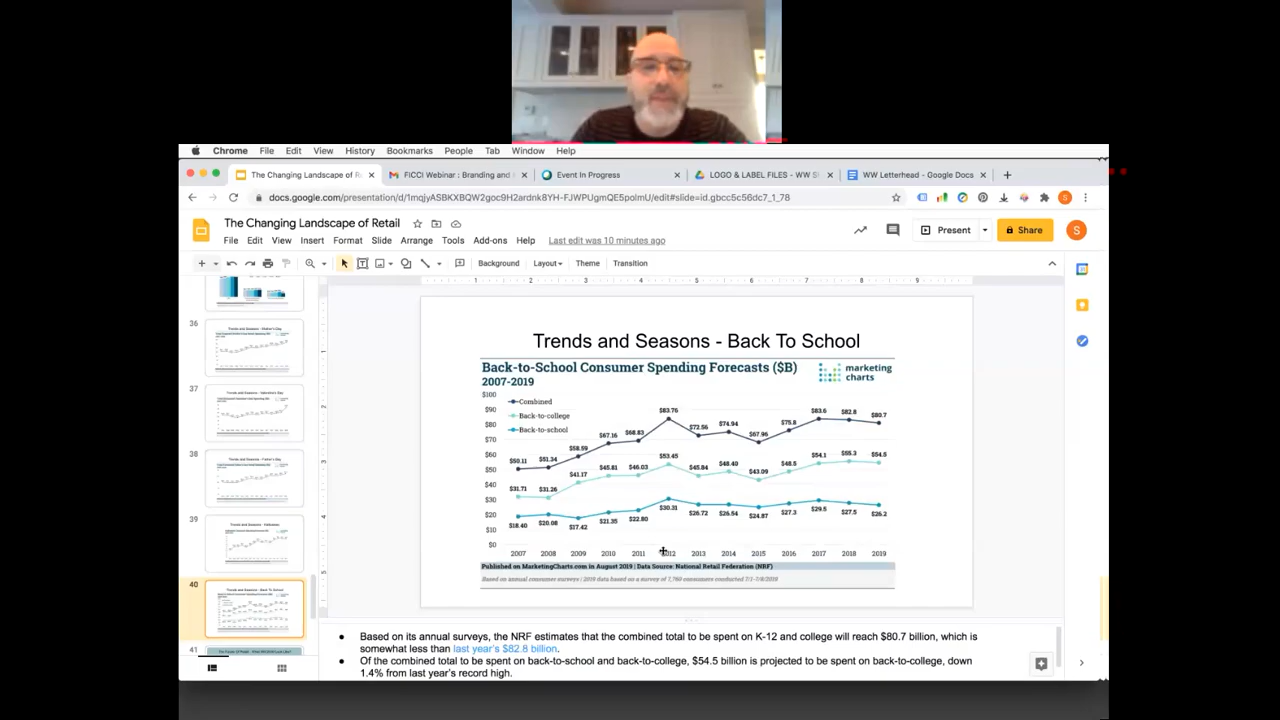 Chrome File Edit View History Bookmarks People Tab Window Help
The Changing Landscape of R
FICCI Webinar : Branding and
Event In Progress
LOGO & LABEL FILES - WW S
WW Letterhead - Google Docs
docs.google.com/presentation/d/1mqjyASBKXBQW2goc9H2ardnk8YH-FJWPUgmQE5polmU/edit#slide=id.gbcc5c56dc7_1_78
The Changing Landscape of Retail
File Edit View Insert Format Slide Arrange Tools Add-ons Help Last edit was 10 minutes ago
Present
Share
S
Background Layout Theme Transition
1 2 3 4 5 6 7 8 9
36
37
38
39
40
41
Trends and Seasons - Back To School
Back-to-School Consumer Spending Forecasts ($B)
2007-2019
marketing
charts
Combined
Back-to-college
Back-to-school
$100
$90
$80
$70
$60
$50
$40
$30
$20
$10
$0
$50.11 $51.34 $58.59 $67.16 $68.83 $83.76 $72.56 $74.94 $67.96 $75.8 $83.6 $82.8 $80.7
$31.71 $31.26 $41.17 $45.81 $46.03 $53.45 $45.84 $48.40 $43.09 $48.5 $54.1 $55.3 $54.5
$18.40 $20.08 $17.42 $21.35 $22.80 $30.31 $26.72 $26.54 $24.87 $27.3 $29.5 $27.5 $26.2
2007 2008 2009 2010 2011 2012 2013 2014 2015 2016 2017 2018 2019
Published on MarketingCharts.com in August 2019 | Data Source: National Retail Federation (NRF)
Based on annual consumer surveys | 2019 data based on a survey of 7,760 consumers conducted 7/1-7/8/2019
Based on its annual surveys, the NRF estimates that the combined total to be spent on K-12 and college will reach $80.7 billion, which is
somewhat less than last year's $82.8 billion.
Of the combined total to be spent on back-to-school and back-to-college, $54.5 billion is projected to be spent on back-to-college, down
1.4% from last year's record high.